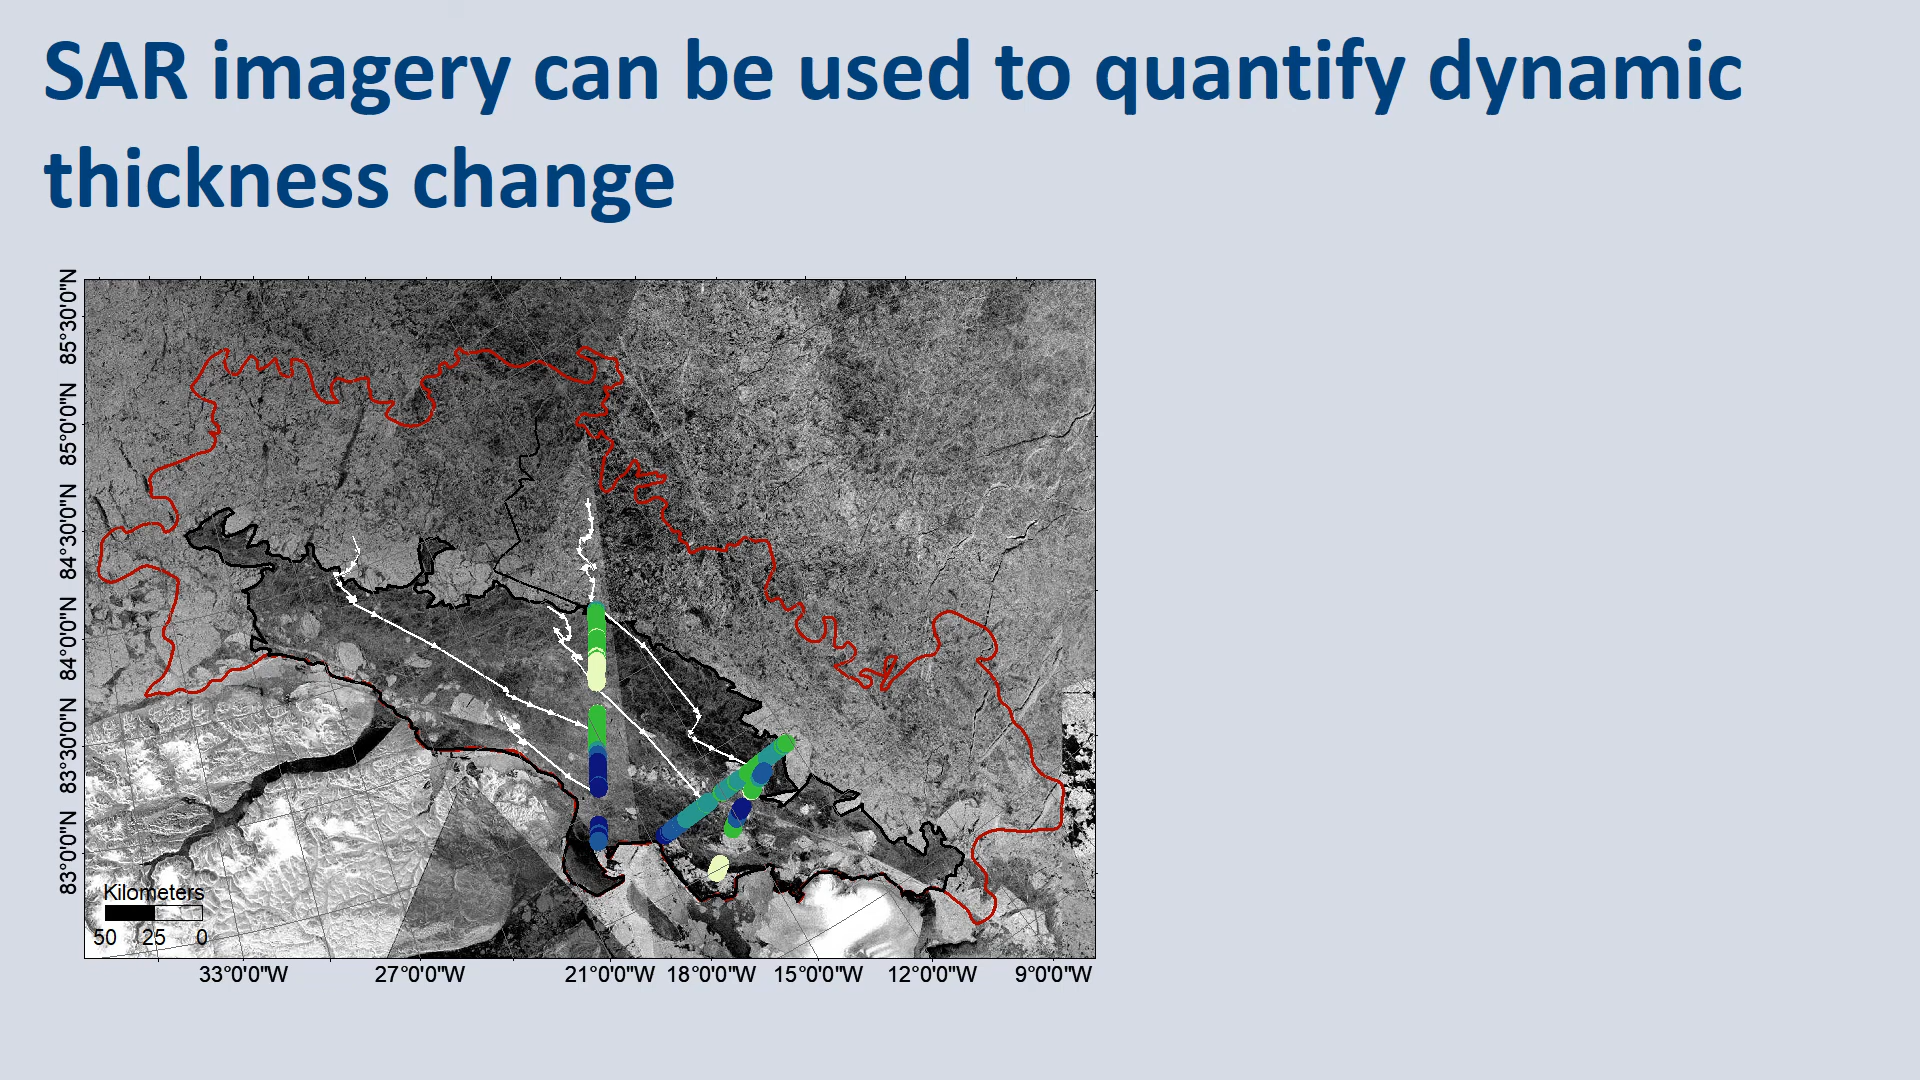 SAR imagery can be used to quantify dynamic
thickness change
85°30'0"N
85°0'0"N
84°30'0"N
84°0'0"N
83°30'0"N
83°0'0"N
Kilometers
50 25 0
33°0'0"W 27°0'0"W 21°0'0"W 18°0'0"W 15°0'0"W 12°0'0"W 9°0'0"W